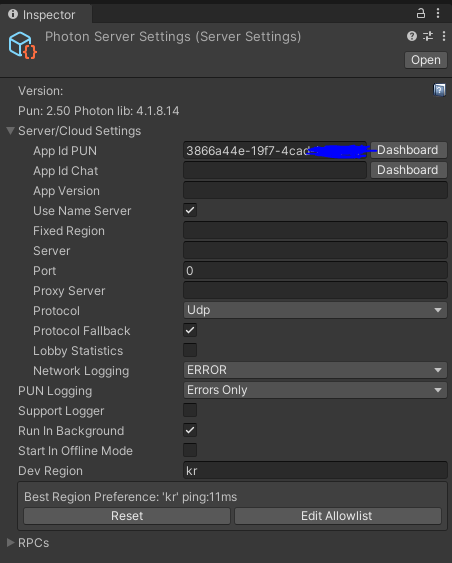 Inspector
Photon Server Settings (Server Settings)
Open
Version:
Pun: 2.50 Photon lib: 4.1.8.14
Server/Cloud Settings
App Id PUN 3866a44e-19f7-4cad Dashboard
App Id Chat Dashboard
App Version
Use Name Server
Fixed Region
Server
Port 0
Proxy Server
Protocol Udp
Protocol Fallback
Lobby Statistics
Network Logging ERROR
PUN Logging Errors Only
Support Logger
Run In Background
Start In Offline Mode
Dev Region kr
Best Region Preference: 'kr' ping:11ms
Reset Edit Allowlist
RPCs